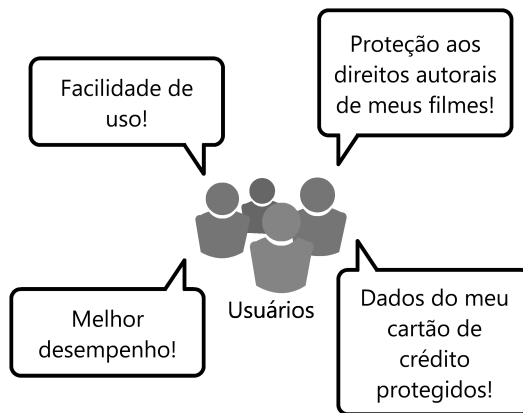 Facilidade de
uso!
Proteção aos
direitos autorais
de meus filmes!
Melhor
desempenho!
Usuários
Dados do meu
cartão de
crédito
protegidos!